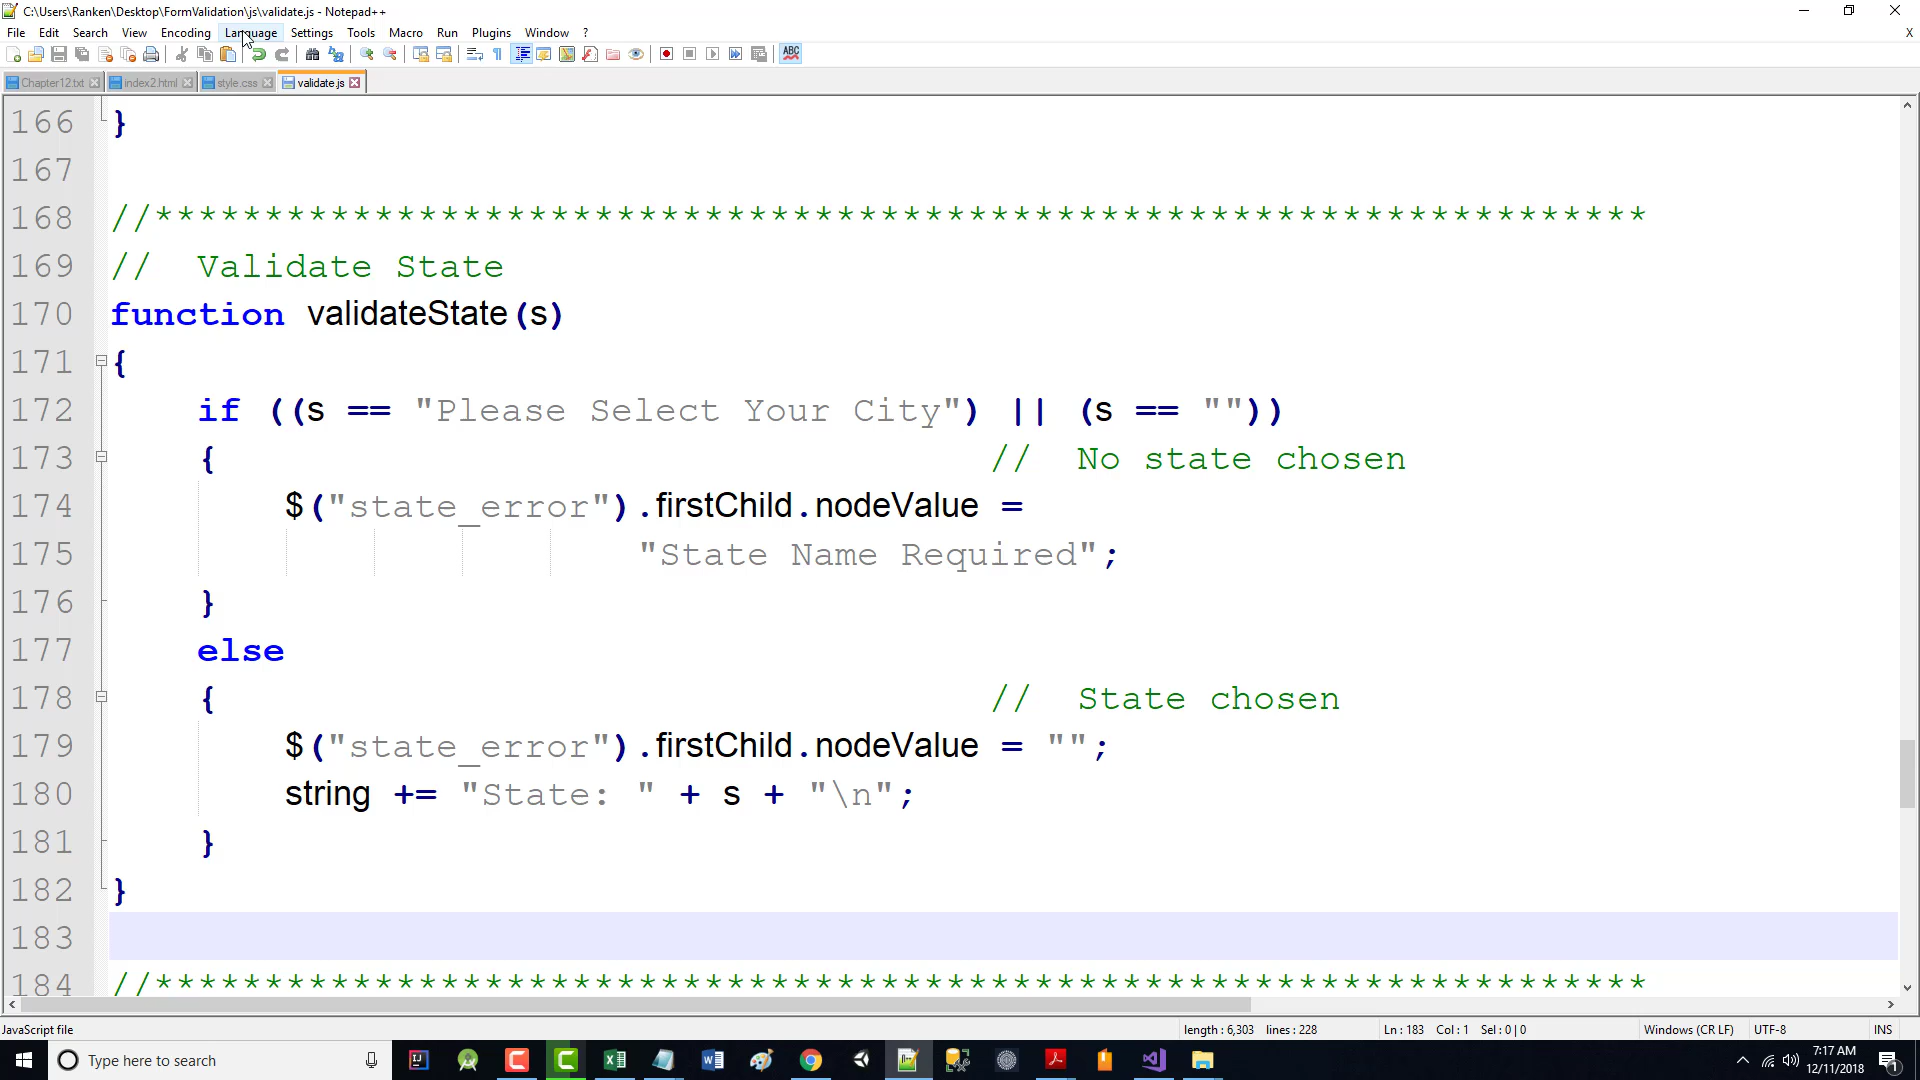 C:\Users\Ranken\Desktop\FormValidation\js\validate.js - Notepad++
File Edit Search View Encoding Language Settings Tools Macro Run Plugins Window ? X
ABC
Chapter12.txt index2.html style.css validate.js
166 }
167
168 //********************************************************************
169 // Validate State
170 function validateState(s)
171 {
172 if ((s == "Please Select Your City") || (s == ""))
173 { // No state chosen
174 $("state_error").firstChild.nodeValue =
175 "State Name Required";
176 }
177 else
178 { // State chosen
179 $("state_error").firstChild.nodeValue = "";
180 string += "State: " + s + "\n";
181 }
182 }
183
184 //********************************************************************
JavaScript file length : 6,303 lines : 228 Ln : 183 Col : 1 Sel : 0 | 0 Windows (CR LF) UTF-8 INS
Type here to search 7:17 AM
12/11/2018